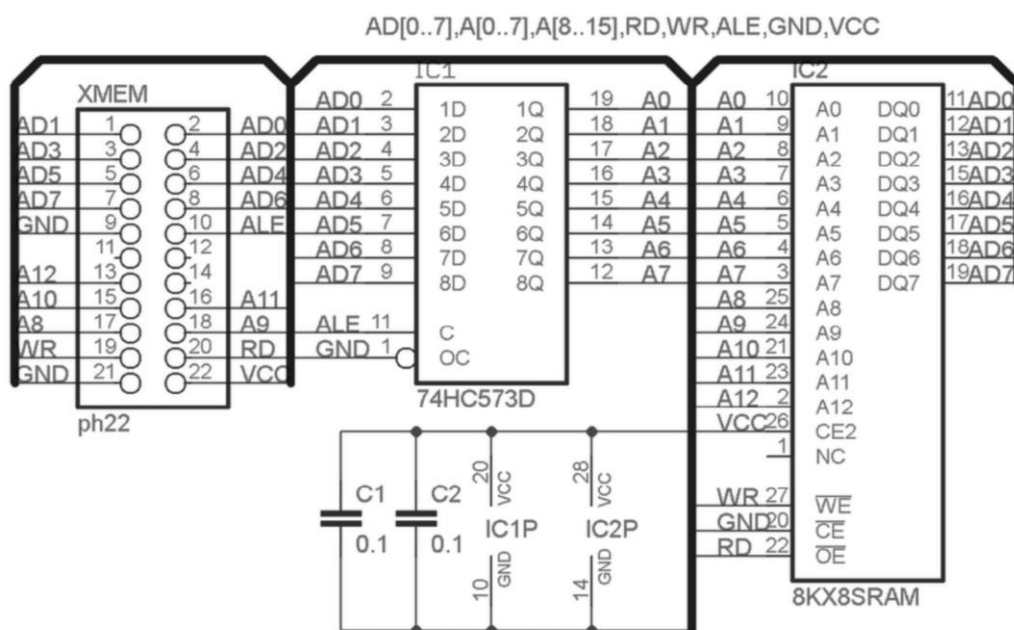 AD[0..7],A[0..7],A[8..15],RD,WR,ALE,GND,VCC
XMEM
AD1 1 2 AD0
AD3 3 4 AD2
AD5 5 6 AD4
AD7 7 8 AD6
GND 9 10 ALE
11 12
A12 13 14
A10 15 16 A11
A8 17 18 A9
WR 19 20 RD
GND 21 22 VCC
ph22
IC1
AD0 2 1D 1Q 19 A0
AD1 3 2D 2Q 18 A1
AD2 4 3D 3Q 17 A2
AD3 5 4D 4Q 16 A3
AD4 6 5D 5Q 15 A4
AD5 7 6D 6Q 14 A5
AD6 8 7D 7Q 13 A6
AD7 9 8D 8Q 12 A7
ALE 11 C
GND 1 OC
74HC573D
IC2
A0 10 A0 DQ0 11 AD0
A1 9 A1 DQ1 12 AD1
A2 8 A2 DQ2 13 AD2
A3 7 A3 DQ3 15 AD3
A4 6 A4 DQ4 16 AD4
A5 5 A5 DQ5 17 AD5
A6 4 A6 DQ6 18 AD6
A7 3 A7 DQ7 19 AD7
A8 25 A8
A9 24 A9
A10 21 A10
A11 23 A11
A12 2 A12
VCC 26 CE2
1 NC
WR 27 WE
GND 20 CE
RD 22 OE
8KX8SRAM
C1
0.1
C2
0.1
20 VCC
IC1P
10 GND
28 VCC
IC2P
14 GND